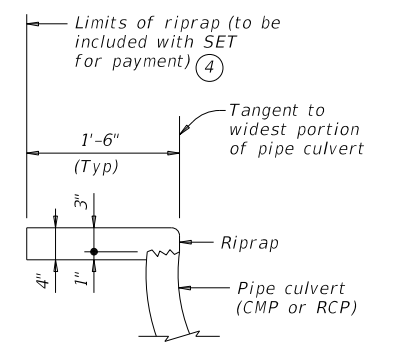 Limits of riprap (to be
included with SET
for payment) 4
Tangent to
widest portion
of pipe culvert
1'-6"
(Typ)
3"
Riprap
4"
1"
Pipe culvert
(CMP or RCP)